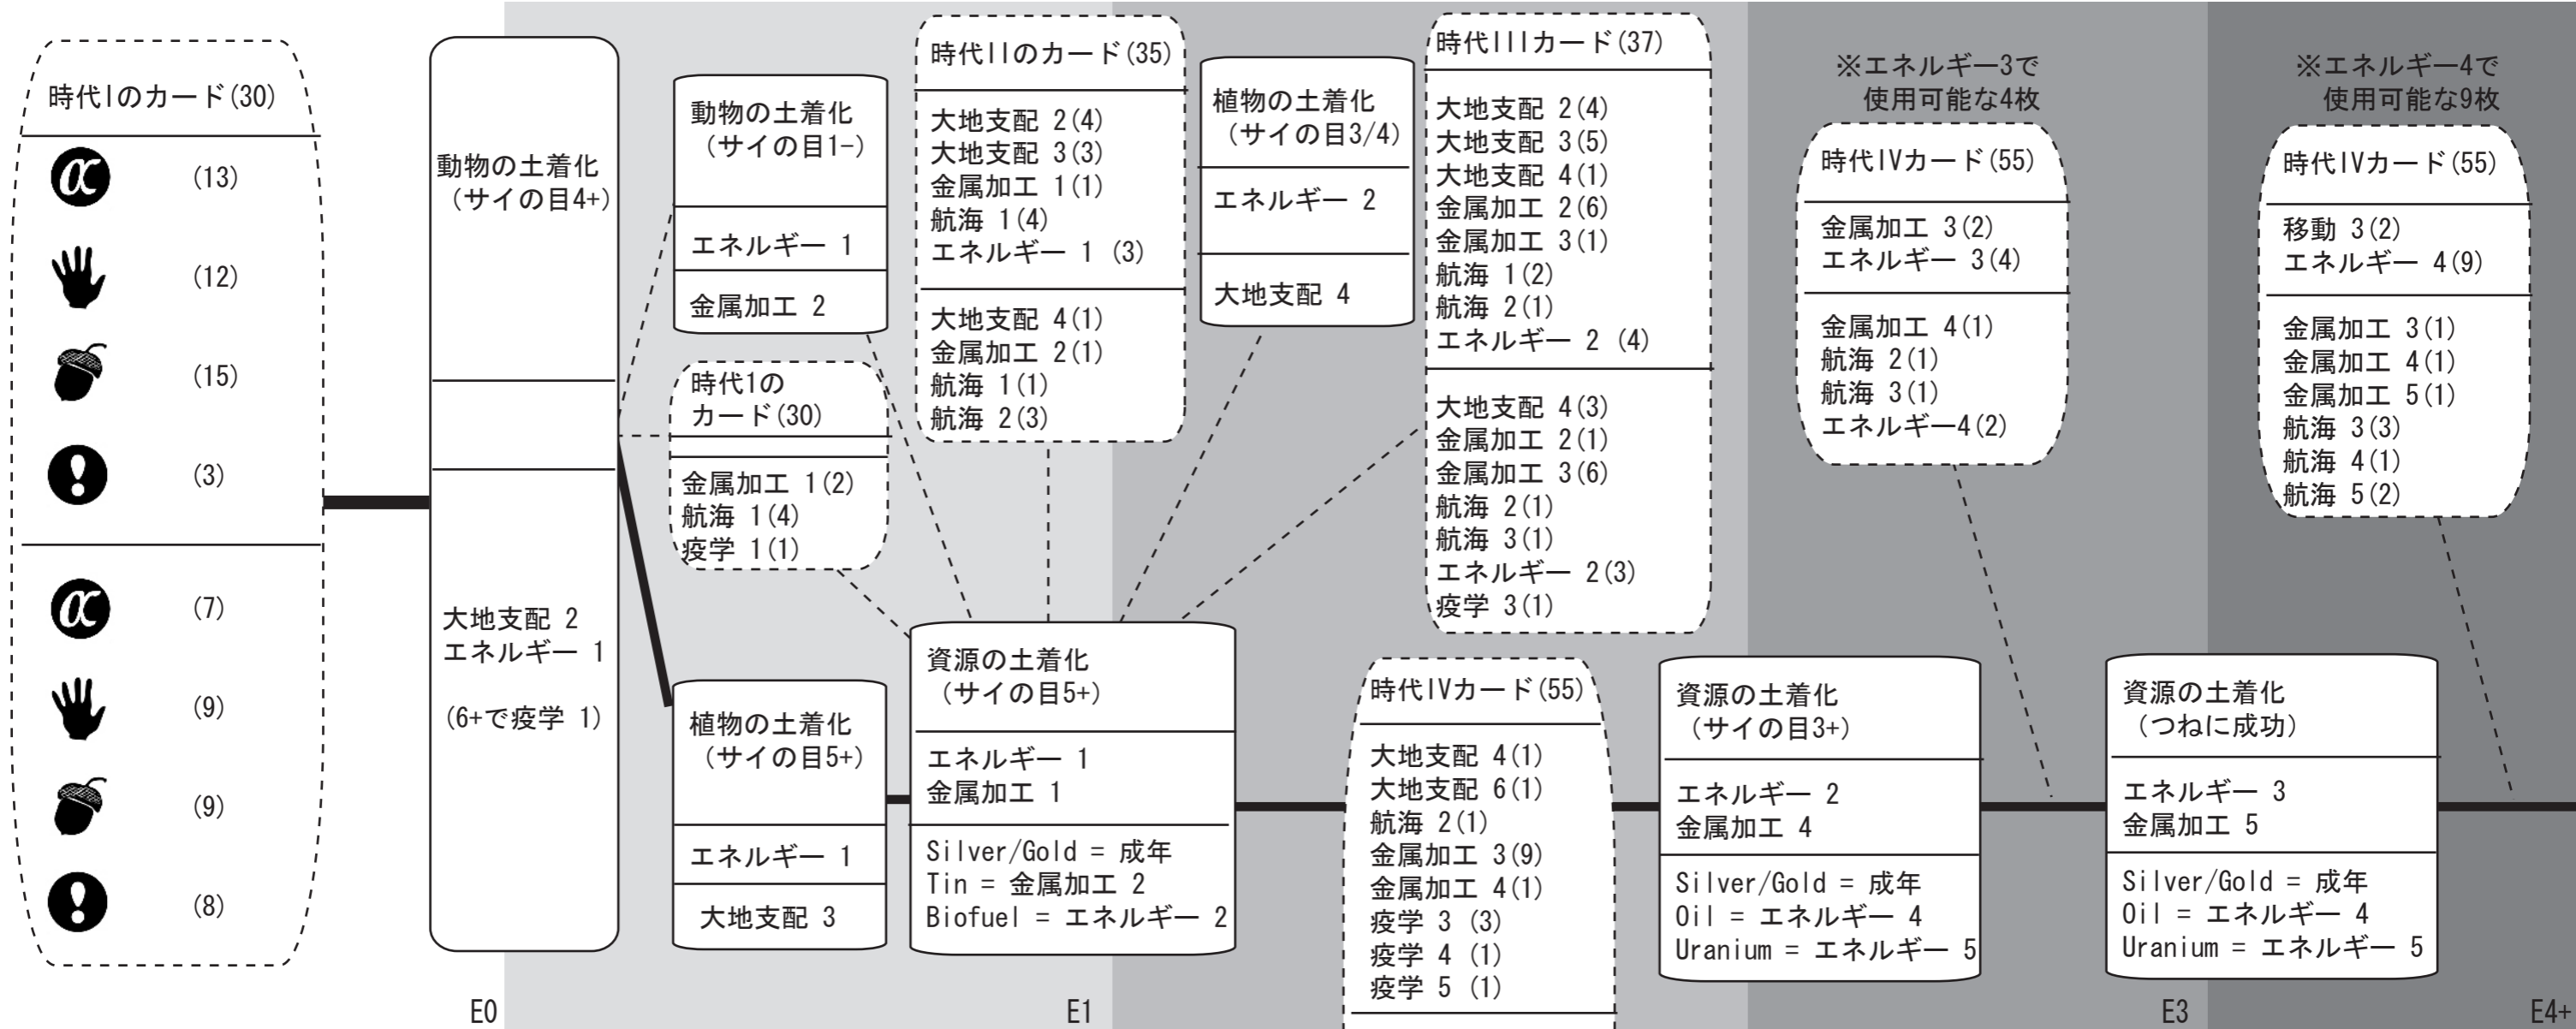 時代Iのカード(30)
(13)
(12)
(15)
(3)
(7)
(9)
(9)
(8)
動物の土着化
(サイの目4+)
大地支配 2
エネルギー 1
(6+で疫学 1)
E0
動物の土着化
(サイの目1-)
エネルギー 1
金属加工 2
時代1の
カード(30)
金属加工 1(2)
航海 1(4)
疫学 1(1)
植物の土着化
(サイの目5+)
エネルギー 1
大地支配 3
時代IIのカード(35)
大地支配 2(4)
大地支配 3(3)
金属加工 1(1)
航海 1(4)
エネルギー 1 (3)
大地支配 4(1)
金属加工 2(1)
航海 1(1)
航海 2(3)
資源の土着化
(サイの目5+)
エネルギー 1
金属加工 1
Silver/Gold = 成年
Tin = 金属加工 2
Biofuel = エネルギー 2
E1
植物の土着化
(サイの目3/4)
エネルギー 2
大地支配 4
時代IIIカード(37)
大地支配 2(4)
大地支配 3(5)
大地支配 4(1)
金属加工 2(6)
金属加工 3(1)
航海 1(2)
航海 2(1)
エネルギー 2 (4)
大地支配 4(3)
金属加工 2(1)
金属加工 3(6)
航海 2(1)
航海 3(1)
エネルギー 2(3)
疫学 3(1)
時代IVカード(55)
大地支配 4(1)
大地支配 6(1)
航海 2(1)
金属加工 3(9)
金属加工 4(1)
疫学 3 (3)
疫学 4 (1)
疫学 5 (1)
※エネルギー3で
使用可能な4枚
時代IVカード(55)
金属加工 3(2)
エネルギー 3(4)
金属加工 4(1)
航海 2(1)
航海 3(1)
エネルギー4(2)
資源の土着化
(サイの目3+)
エネルギー 2
金属加工 4
Silver/Gold = 成年
Oil = エネルギー 4
Uranium = エネルギー 5
E3
※エネルギー4で
使用可能な9枚
時代IVカード(55)
移動 3(2)
エネルギー 4(9)
金属加工 3(1)
金属加工 4(1)
金属加工 5(1)
航海 3(3)
航海 4(1)
航海 5(2)
資源の土着化
(つねに成功)
エネルギー 3
金属加工 5
Silver/Gold = 成年
Oil = エネルギー 4
Uranium = エネルギー 5
E4+